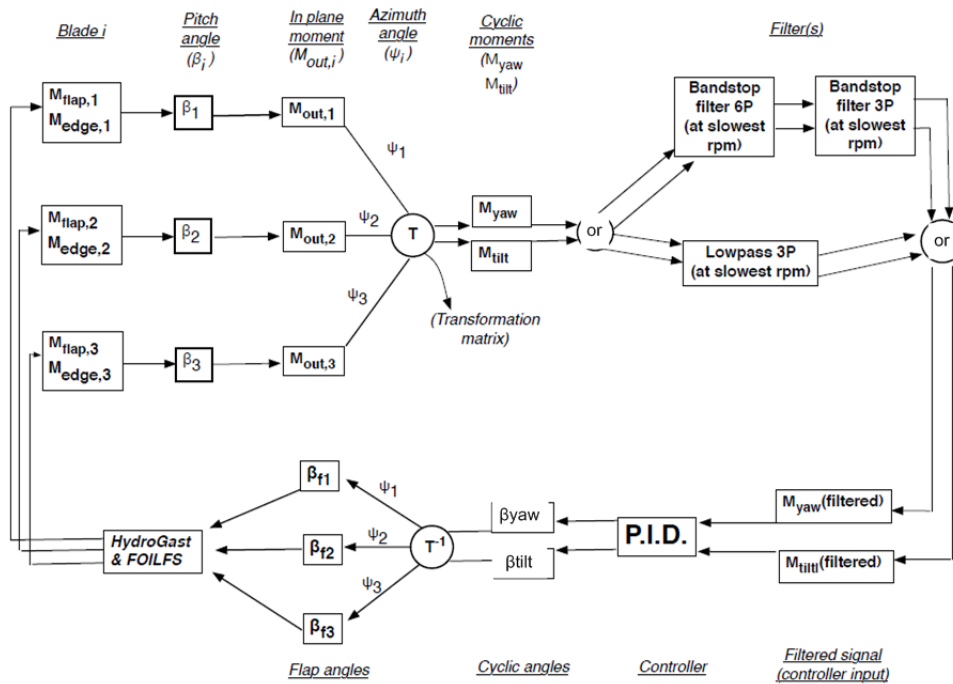 Blade i
Pitch
angle
(βi)
In plane
moment
(Mout,i)
Azimuth
angle
(ψi)
Cyclic
moments
(Myaw
Mtilt)
Filter(s)
Mflap,1
Medge,1
β1
Mout,1
ψ1
Mflap,2
Medge,2
β2
Mout,2
ψ2
T
Myaw
Mtilt
or
Bandstop
filter 6P
(at slowest
rpm)
Bandstop
filter 3P
(at slowest
rpm)
Lowpass 3P
(at slowest rpm)
or
ψ3
(Transformation
matrix)
Mflap,3
Medge,3
β3
Mout,3
βf1
ψ1
HydroGast
& FOILFS
βf2
ψ2
T-1
βyaw
βtilt
P.I.D.
Myaw(filtered)
Mtiltl(filtered)
ψ3
βf3
Flap angles
Cyclic angles
Controller
Filtered signal
(controller input)